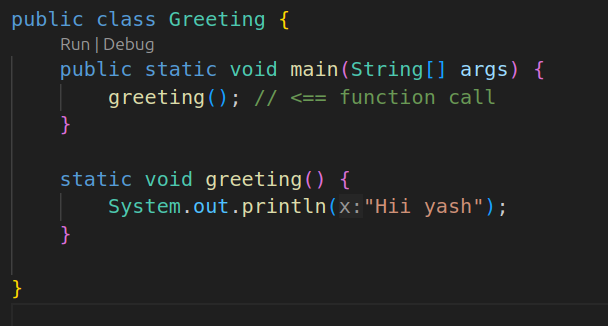 public class Greeting {
Run | Debug
public static void main(String[] args) {
greeting(); // <== function call
}
static void greeting() {
System.out.println(x:"Hii yash");
}
}